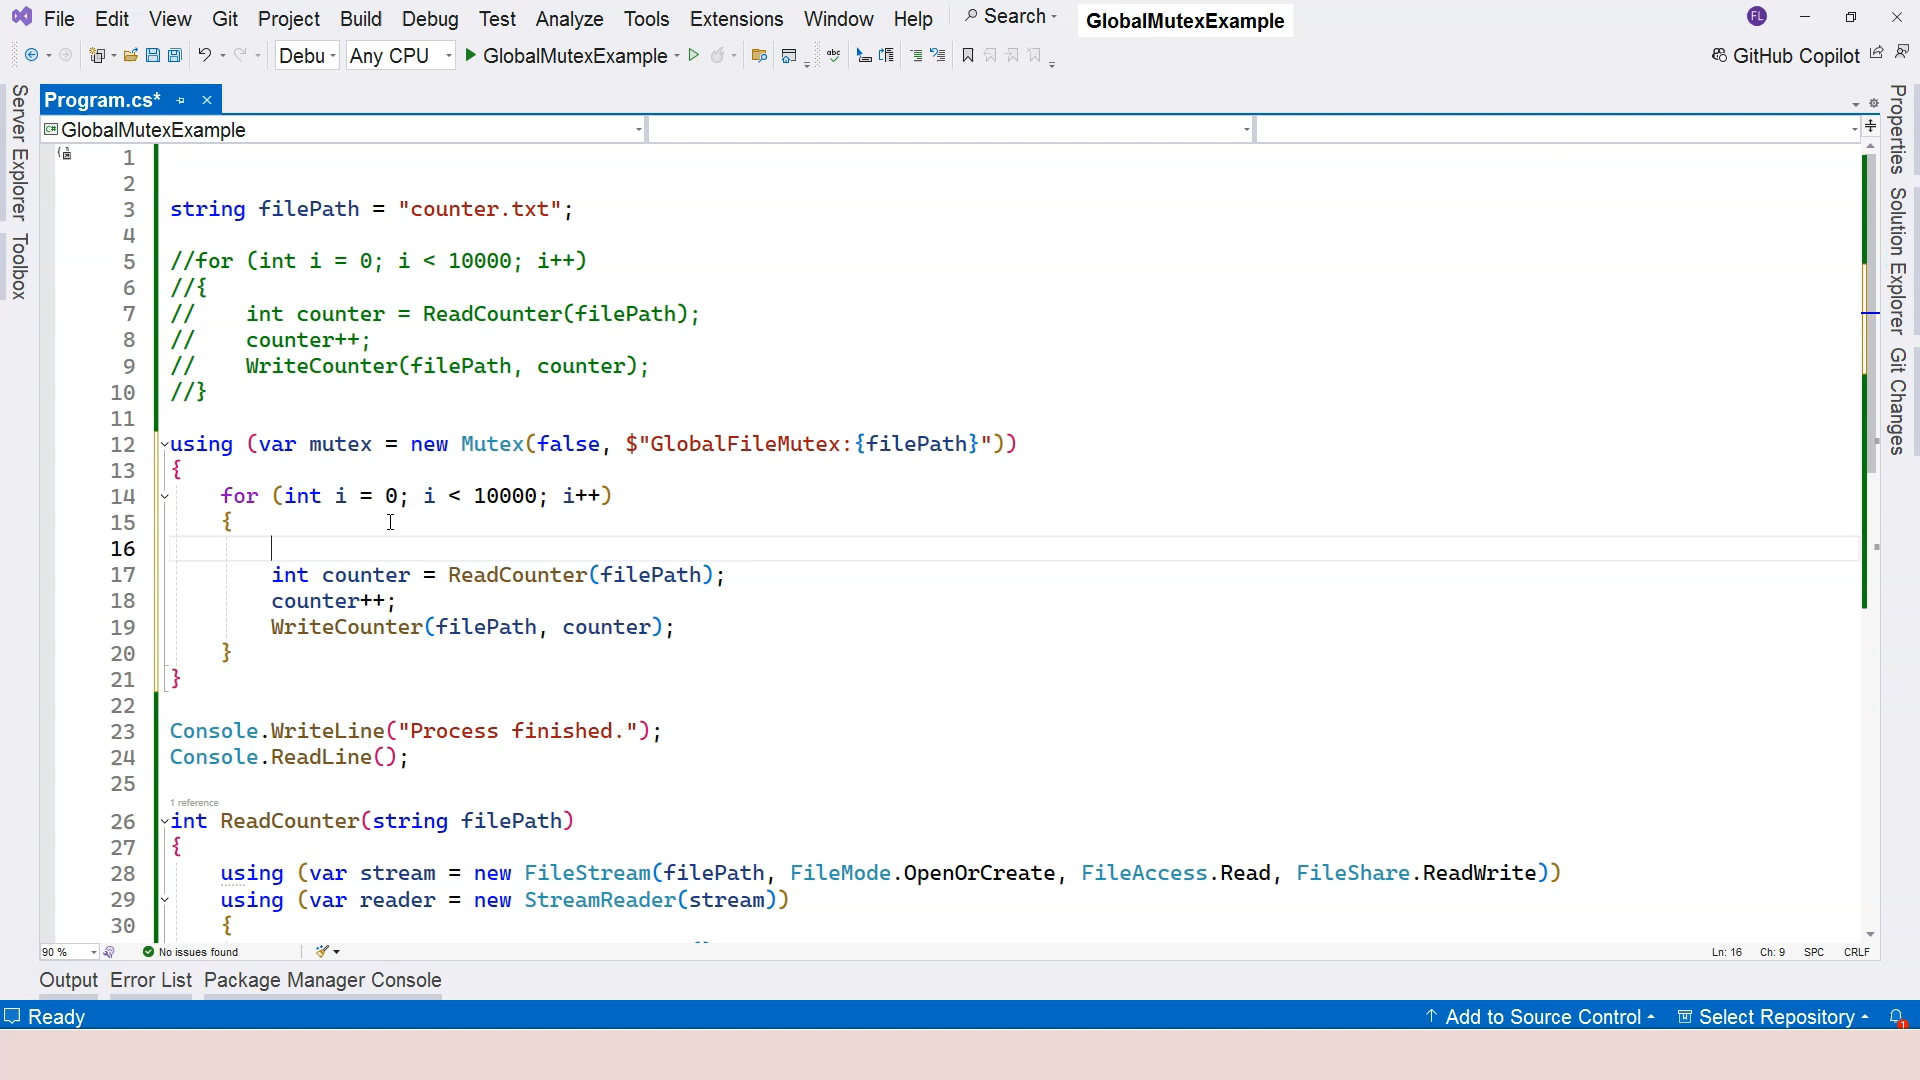 File Edit View Git Project Build Debug Test Analyze Tools Extensions Window Help Search GlobalMutexExample FL
Debu Any CPU GlobalMutexExample abc GitHub Copilot
Program.cs*
C# GlobalMutexExample
Server Explorer
Toolbox
Properties
Solution Explorer
Git Changes
1
2
3 string filePath = "counter.txt";
4
5 //for (int i = 0; i < 10000; i++)
6 //{
7 //    int counter = ReadCounter(filePath);
8 //    counter++;
9 //    WriteCounter(filePath, counter);
10 //}
11
12 using (var mutex = new Mutex(false, $"GlobalFileMutex:{filePath}"))
13 {
14     for (int i = 0; i < 10000; i++)
15     {
16
17         int counter = ReadCounter(filePath);
18         counter++;
19         WriteCounter(filePath, counter);
20     }
21 }
22
23 Console.WriteLine("Process finished.");
24 Console.ReadLine();
25
1 reference
26 int ReadCounter(string filePath)
27 {
28     using (var stream = new FileStream(filePath, FileMode.OpenOrCreate, FileAccess.Read, FileShare.ReadWrite))
29     using (var reader = new StreamReader(stream))
30     {
90 % No issues found Ln: 16 Ch: 9 SPC CRLF
Output Error List Package Manager Console
Ready Add to Source Control Select Repository 1